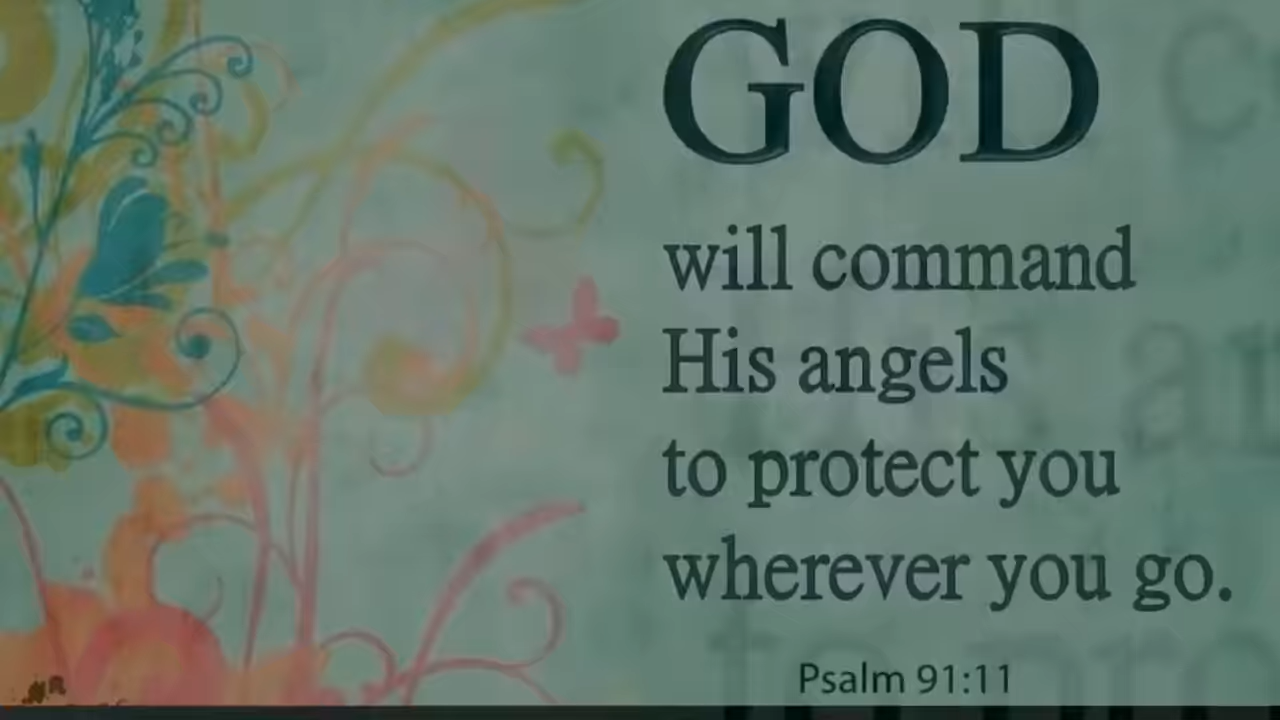 GOD
will command
His angels
to protect you
wherever you go.
Psalm 91:11